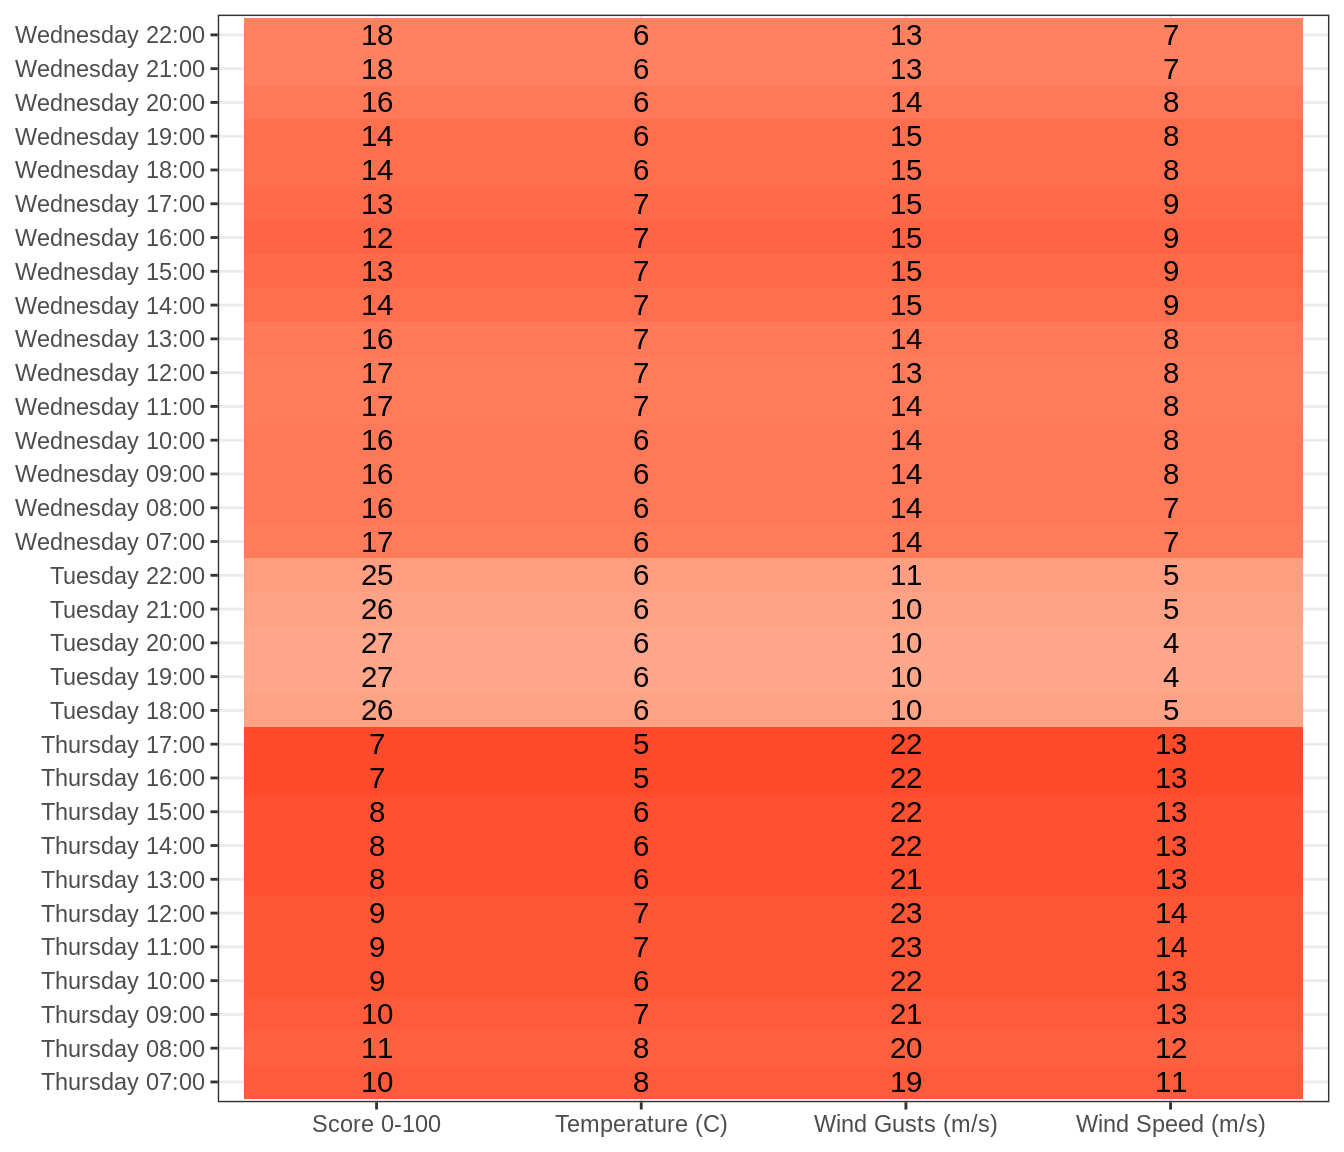 Wednesday 22:00 18 6 13 7
Wednesday 21:00 18 6 13 7
Wednesday 20:00 16 6 14 8
Wednesday 19:00 14 6 15 8
Wednesday 18:00 14 6 15 8
Wednesday 17:00 13 7 15 9
Wednesday 16:00 12 7 15 9
Wednesday 15:00 13 7 15 9
Wednesday 14:00 14 7 15 9
Wednesday 13:00 16 7 14 8
Wednesday 12:00 17 7 13 8
Wednesday 11:00 17 7 14 8
Wednesday 10:00 16 6 14 8
Wednesday 09:00 16 6 14 8
Wednesday 08:00 16 6 14 7
Wednesday 07:00 17 6 14 7
Tuesday 22:00 25 6 11 5
Tuesday 21:00 26 6 10 5
Tuesday 20:00 27 6 10 4
Tuesday 19:00 27 6 10 4
Tuesday 18:00 26 6 10 5
Thursday 17:00 7 5 22 13
Thursday 16:00 7 5 22 13
Thursday 15:00 8 6 22 13
Thursday 14:00 8 6 22 13
Thursday 13:00 8 6 21 13
Thursday 12:00 9 7 23 14
Thursday 11:00 9 7 23 14
Thursday 10:00 9 6 22 13
Thursday 09:00 10 7 21 13
Thursday 08:00 11 8 20 12
Thursday 07:00 10 8 19 11
Score 0-100 Temperature (C) Wind Gusts (m/s) Wind Speed (m/s)